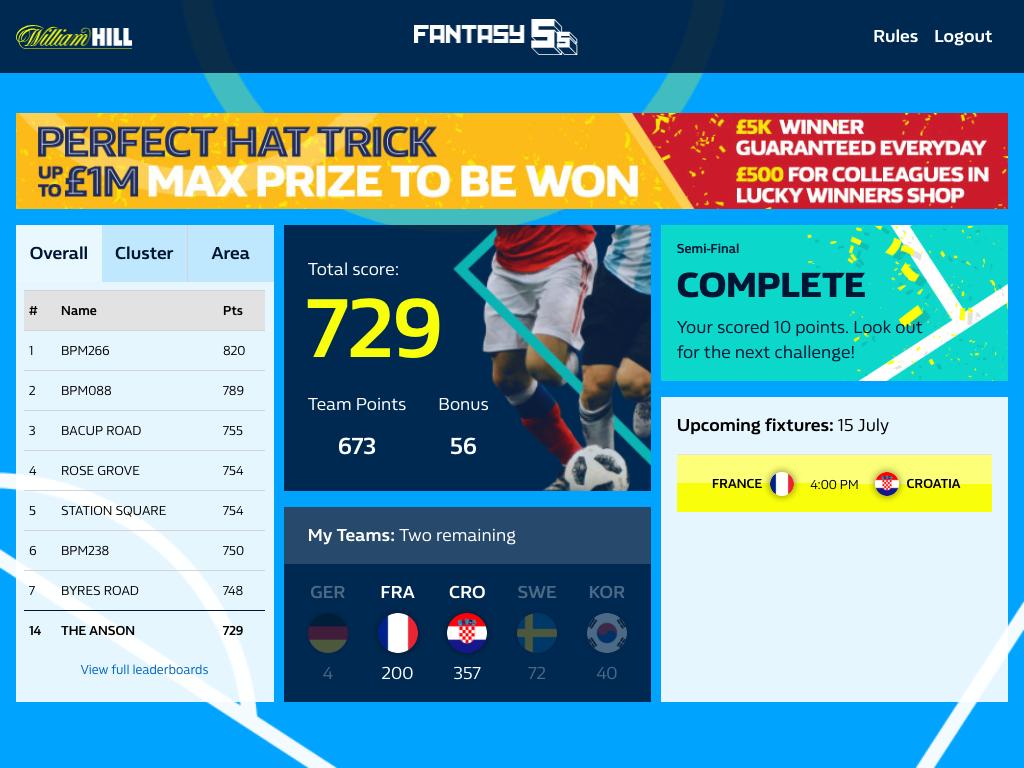 William HILL
FANTASY 5s
Rules Logout
PERFECT HAT TRICK
UP TO £1M MAX PRIZE TO BE WON
£5K WINNER
GUARANTEED EVERYDAY
£500 FOR COLLEAGUES IN
LUCKY WINNERS SHOP
Overall Cluster Area
# Name Pts
1 BPM266 820
2 BPM088 789
3 BACUP ROAD 755
4 ROSE GROVE 754
5 STATION SQUARE 754
6 BPM238 750
7 BYRES ROAD 748
14 THE ANSON 729
View full leaderboards
Total score:
729
Team Points Bonus
673 56
My Teams: Two remaining
GER FRA CRO SWE KOR
4 200 357 72 40
Semi-Final
COMPLETE
Your scored 10 points. Look out
for the next challenge!
Upcoming fixtures: 15 July
FRANCE 4:00 PM CROATIA